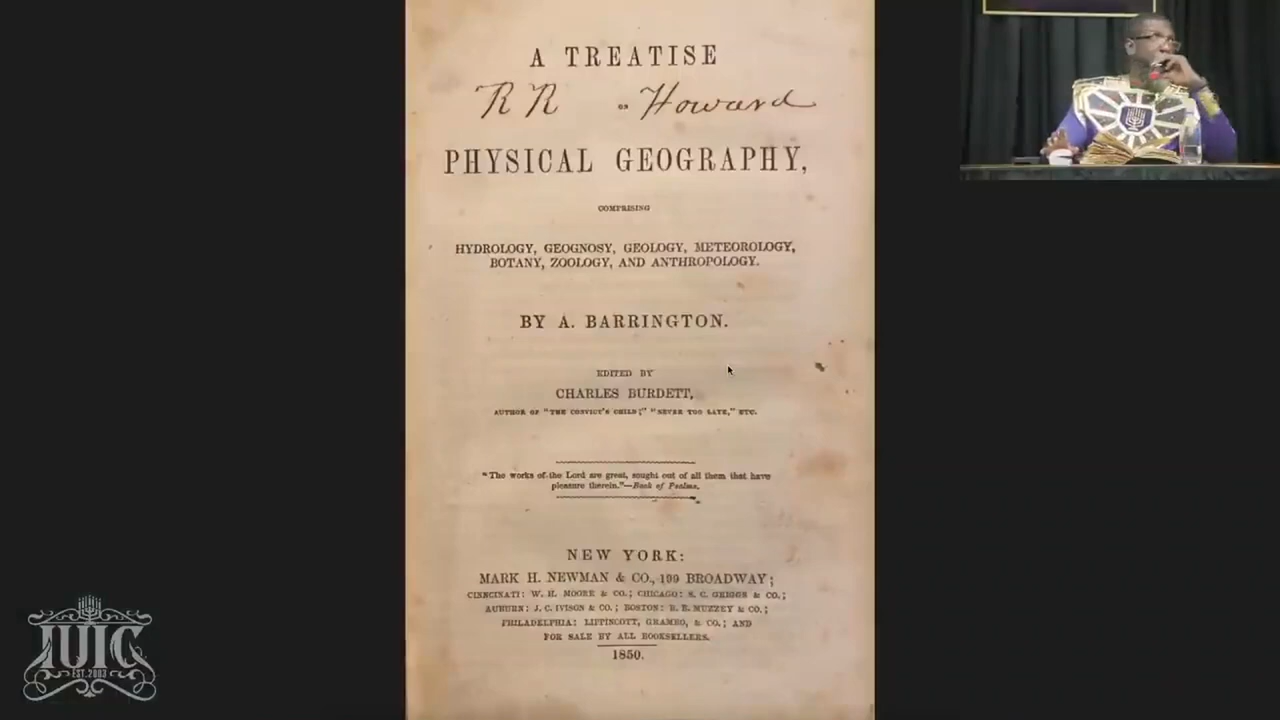 A TREATISE
R R on Howard
PHYSICAL GEOGRAPHY,
COMPRISING
HYDROLOGY, GEOGNOSY, GEOLOGY, METEOROLOGY,
BOTANY, ZOOLOGY, AND ANTHROPOLOGY.
BY A. BARRINGTON.
EDITED BY
CHARLES BURDETT,
AUTHOR OF "THE CONVICT'S CHILD;" "NEVER TOO LATE," ETC.
"The works of the Lord are great, sought out of all them that have
pleasure therein."—Book of Psalms.
NEW YORK:
MARK H. NEWMAN & CO., 199 BROADWAY;
CINNCINATI: W. H. MOORE & CO.; CHICAGO: S. C. GRIGGS & CO.;
AUBURN: J. C. IVISON & CO.; BOSTON: B. B. MUZZEY & CO.;
PHILADELPHIA: LIPPINCOTT, GRAMBO, & CO.; AND
FOR SALE BY ALL BOOKSELLERS.
1850.
IUIC
EST. 2003